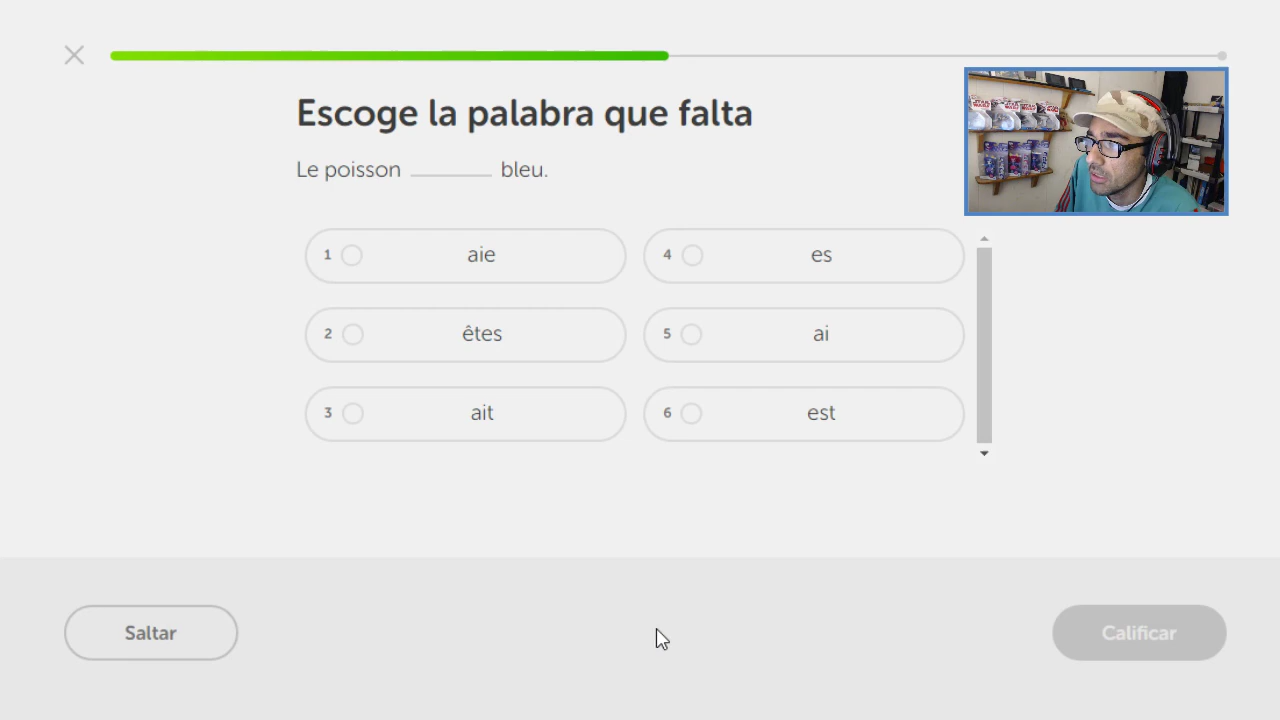 Escoge la palabra que falta
Le poisson ______ bleu.
1 aie
4 es
2 êtes
5 ai
3 ait
6 est
Saltar
Calificar